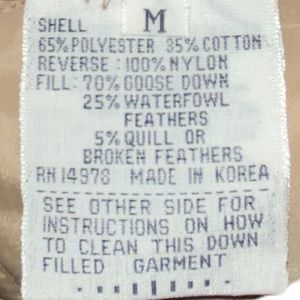 SHELL M
65% POLYESTER 35% COTTON
REVERSE : 100% NYLON
FILL: 70% GOOSE DOWN
25% WATERFOWL
FEATHERS
5% QUILL OR
BROKEN FEATHERS
RN 14978 MADE IN KOREA
SEE OTHER SIDE FOR
INSTRUCTIONS ON HOW
TO CLEAN THIS DOWN
FILLED GARMENT